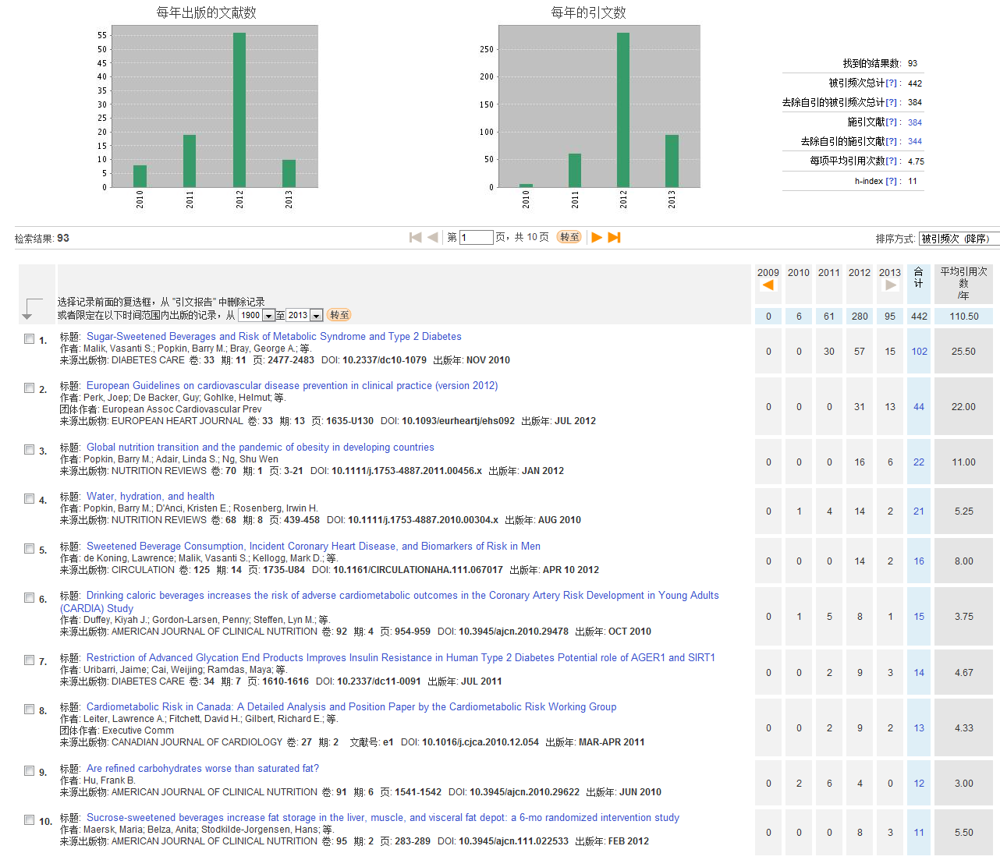 每年出版的文献数
55
50
45
40
35
30
25
20
15
10
5
0
2010
2011
2012
2013
每年的引文数
250
200
150
100
50
0
2010
2011
2012
2013
找到的结果数: 93
被引频次总计[?] : 442
去除自引的被引频次总计[?] : 384
施引文献[?] : 384
去除自引的施引文献[?] : 344
每项平均引用次数[?] : 4.75
h-index [?] : 11
检索结果: 93
第 1 页，共 10 页 转至
排序方式: 被引频次 (降序)
2009 2010 2011 2012 2013 合计 平均引用次数/年
选择记录前面的复选框，从 "引文报告" 中删除记录
或者限定在以下时间范围内出版的记录，从 1900 至 2013 转至
0 6 61 280 95 442 110.50
1. 标题: Sugar-Sweetened Beverages and Risk of Metabolic Syndrome and Type 2 Diabetes
作者: Malik, Vasanti S.; Popkin, Barry M.; Bray, George A.; 等.
来源出版物: DIABETES CARE 卷: 33 期: 11 页: 2477-2483 DOI: 10.2337/dc10-1079 出版年: NOV 2010
0 0 30 57 15 102 25.50
2. 标题: European Guidelines on cardiovascular disease prevention in clinical practice (version 2012)
作者: Perk, Joep; De Backer, Guy; Gohlke, Helmut; 等.
团体作者: European Assoc Cardiovascular Prev
来源出版物: EUROPEAN HEART JOURNAL 卷: 33 期: 13 页: 1635-U130 DOI: 10.1093/eurheartj/ehs092 出版年: JUL 2012
0 0 0 31 13 44 22.00
3. 标题: Global nutrition transition and the pandemic of obesity in developing countries
作者: Popkin, Barry M.; Adair, Linda S.; Ng, Shu Wen
来源出版物: NUTRITION REVIEWS 卷: 70 期: 1 页: 3-21 DOI: 10.1111/j.1753-4887.2011.00456.x 出版年: JAN 2012
0 0 0 16 6 22 11.00
4. 标题: Water, hydration, and health
作者: Popkin, Barry M.; D'Anci, Kristen E.; Rosenberg, Irwin H.
来源出版物: NUTRITION REVIEWS 卷: 68 期: 8 页: 439-458 DOI: 10.1111/j.1753-4887.2010.00304.x 出版年: AUG 2010
0 1 4 14 2 21 5.25
5. 标题: Sweetened Beverage Consumption, Incident Coronary Heart Disease, and Biomarkers of Risk in Men
作者: de Koning, Lawrence; Malik, Vasanti S.; Kellogg, Mark D.; 等.
来源出版物: CIRCULATION 卷: 125 期: 14 页: 1735-U84 DOI: 10.1161/CIRCULATIONAHA.111.067017 出版年: APR 10 2012
0 0 0 14 2 16 8.00
6. 标题: Drinking caloric beverages increases the risk of adverse cardiometabolic outcomes in the Coronary Artery Risk Development in Young Adults
(CARDIA) Study
作者: Duffey, Kiyah J.; Gordon-Larsen, Penny; Steffen, Lyn M.; 等.
来源出版物: AMERICAN JOURNAL OF CLINICAL NUTRITION 卷: 92 期: 4 页: 954-959 DOI: 10.3945/ajcn.2010.29478 出版年: OCT 2010
0 1 5 8 1 15 3.75
7. 标题: Restriction of Advanced Glycation End Products Improves Insulin Resistance in Human Type 2 Diabetes Potential role of AGER1 and SIRT1
作者: Uribarri, Jaime; Cai, Weijing; Ramdas, Maya; 等.
来源出版物: DIABETES CARE 卷: 34 期: 7 页: 1610-1616 DOI: 10.2337/dc11-0091 出版年: JUL 2011
0 0 2 9 3 14 4.67
8. 标题: Cardiometabolic Risk in Canada: A Detailed Analysis and Position Paper by the Cardiometabolic Risk Working Group
作者: Leiter, Lawrence A.; Fitchett, David H.; Gilbert, Richard E.; 等.
团体作者: Executive Comm
来源出版物: CANADIAN JOURNAL OF CARDIOLOGY 卷: 27 期: 2 文献号: e1 DOI: 10.1016/j.cjca.2010.12.054 出版年: MAR-APR 2011
0 0 2 9 2 13 4.33
9. 标题: Are refined carbohydrates worse than saturated fat?
作者: Hu, Frank B.
来源出版物: AMERICAN JOURNAL OF CLINICAL NUTRITION 卷: 91 期: 6 页: 1541-1542 DOI: 10.3945/ajcn.2010.29622 出版年: JUN 2010
0 2 6 4 0 12 3.00
10. 标题: Sucrose-sweetened beverages increase fat storage in the liver, muscle, and visceral fat depot: a 6-mo randomized intervention study
作者: Maersk, Maria; Belza, Anita; Stodkilde-Jorgensen, Hans; 等.
来源出版物: AMERICAN JOURNAL OF CLINICAL NUTRITION 卷: 95 期: 2 页: 283-289 DOI: 10.3945/ajcn.111.022533 出版年: FEB 2012
0 0 0 8 3 11 5.50